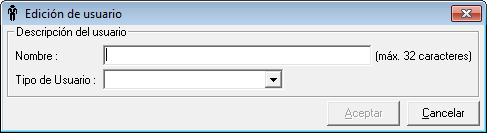 Edición de usuario
Descripción del usuario
Nombre : (máx. 32 caracteres)
Tipo de Usuario :
Aceptar Cancelar